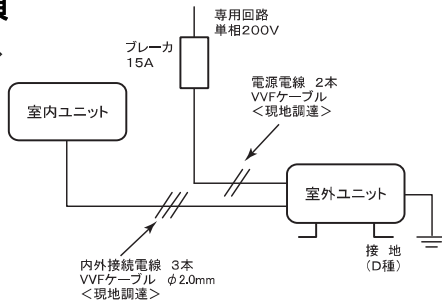 専用回路
単相200V
ブレーカ
15A
電源電線 2本
VVFケーブル
<現地調達>
室内ユニット
室外ユニット
接 地
(D種)
内外接続電線 3本
VVFケーブル φ2.0mm
<現地調達>